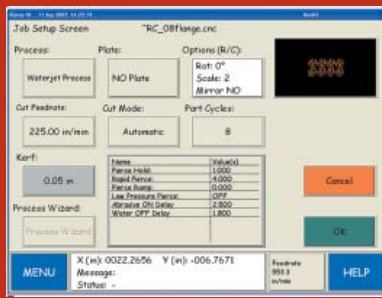 Job Setup Screen
"RC_08flange.cnc
Process:
Plate:
Options (R/C):
Waterjet Process
NO Plate
Rot: 0°
Scale: 2
Mirror NO
Cut Feedrate:
Cut Mode:
Part Cycles:
225.00 in/min
Automatic
8
Kerf:
0.05 in
Name Value(s)
Pierce Hold: 1.000
Rapid Pierce: 4.000
Pierce Ramp: 0.000
Low Pressure Pierce: OFF
Abrasive ON Delay 2.500
Water OFF Delay 1.800
Cancel
Process Wizard:
Process Wizard
OK
MENU
X (in): 0022.2656 Y (in): -006.7671
Message:
Status: -
Feedrate
in/min
HELP